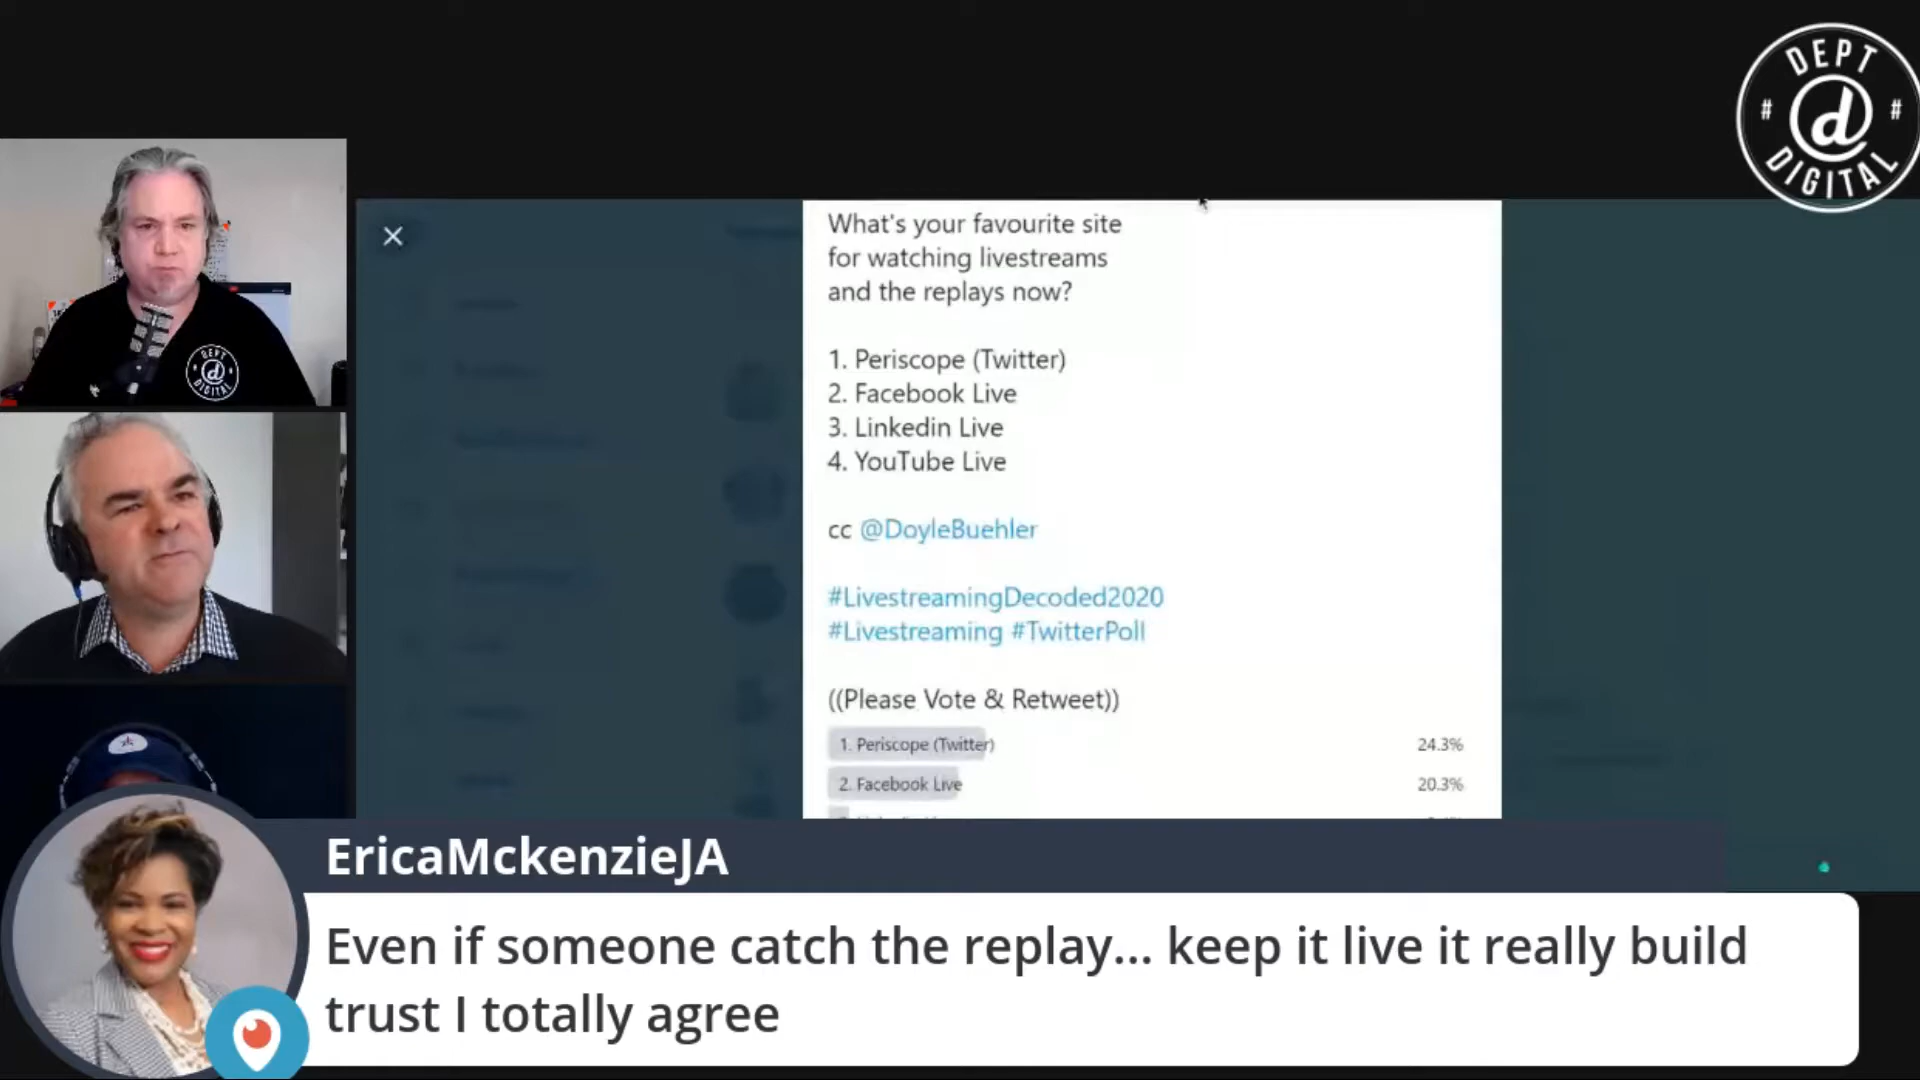 DEPT
# @d #
DIGITAL
What's your favourite site
for watching livestreams
and the replays now?
1. Periscope (Twitter)
2. Facebook Live
3. Linkedin Live
4. YouTube Live
cc @DoyleBuehler
#LivestreamingDecoded2020
#Livestreaming #TwitterPoll
((Please Vote & Retweet))
1. Periscope (Twitter) 24.3%
2. Facebook Live 20.3%
DEPT
DIGITAL
EricaMckenzieJA
Even if someone catch the replay... keep it live it really build
trust I totally agree